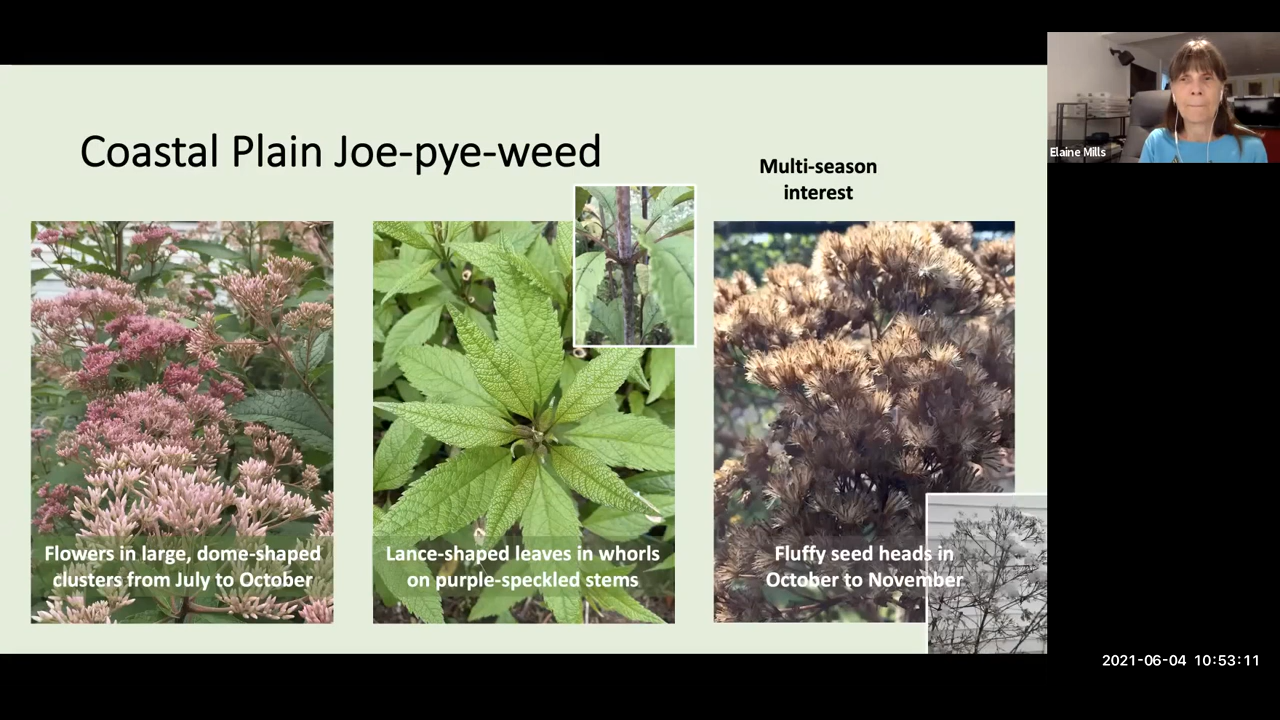 Coastal Plain Joe-pye-weed
Multi-season
interest
Flowers in large, dome-shaped
clusters from July to October
Lance-shaped leaves in whorls
on purple-speckled stems
Fluffy seed heads in
October to November
Elaine Mills
2021-06-04 10:53:11